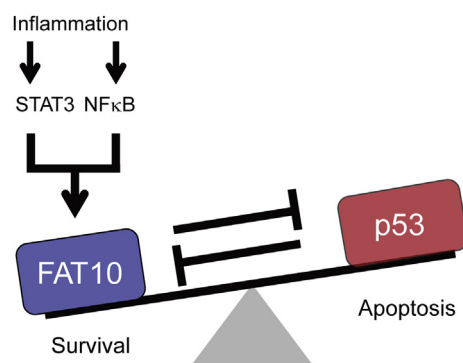 Inflammation
STAT3 NFκB
FAT10
p53
Apoptosis
Survival